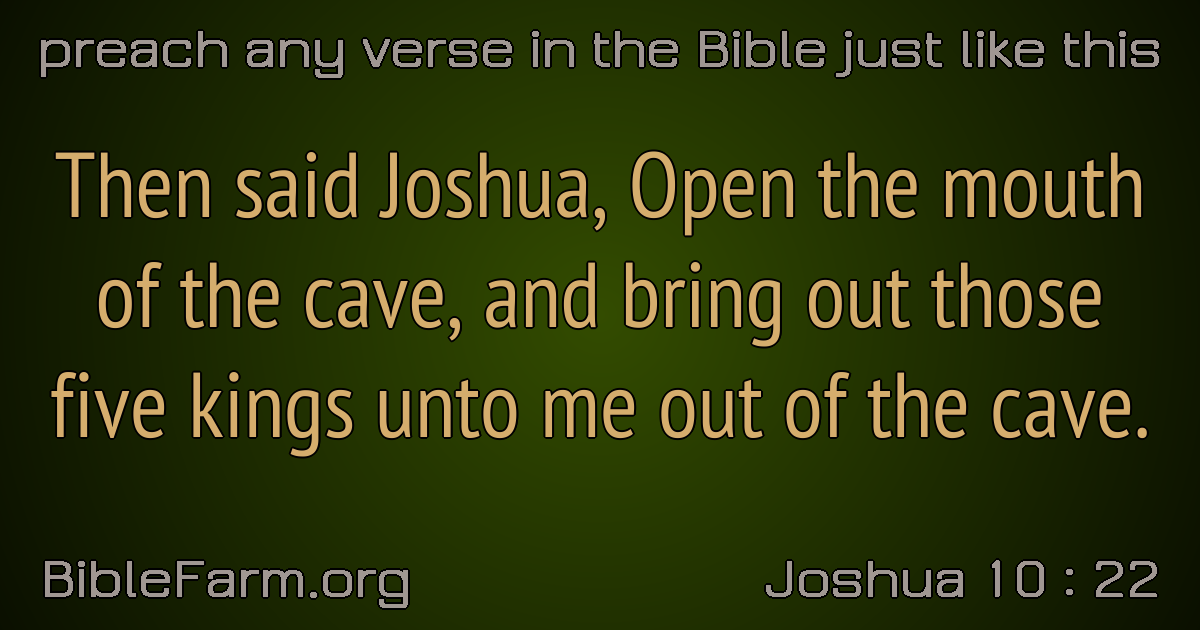 preach any verse in the Bible just like this
Then said Joshua, Open the mouth
of the cave, and bring out those
five kings unto me out of the cave.
BibleFarm.org
Joshua 10 : 22